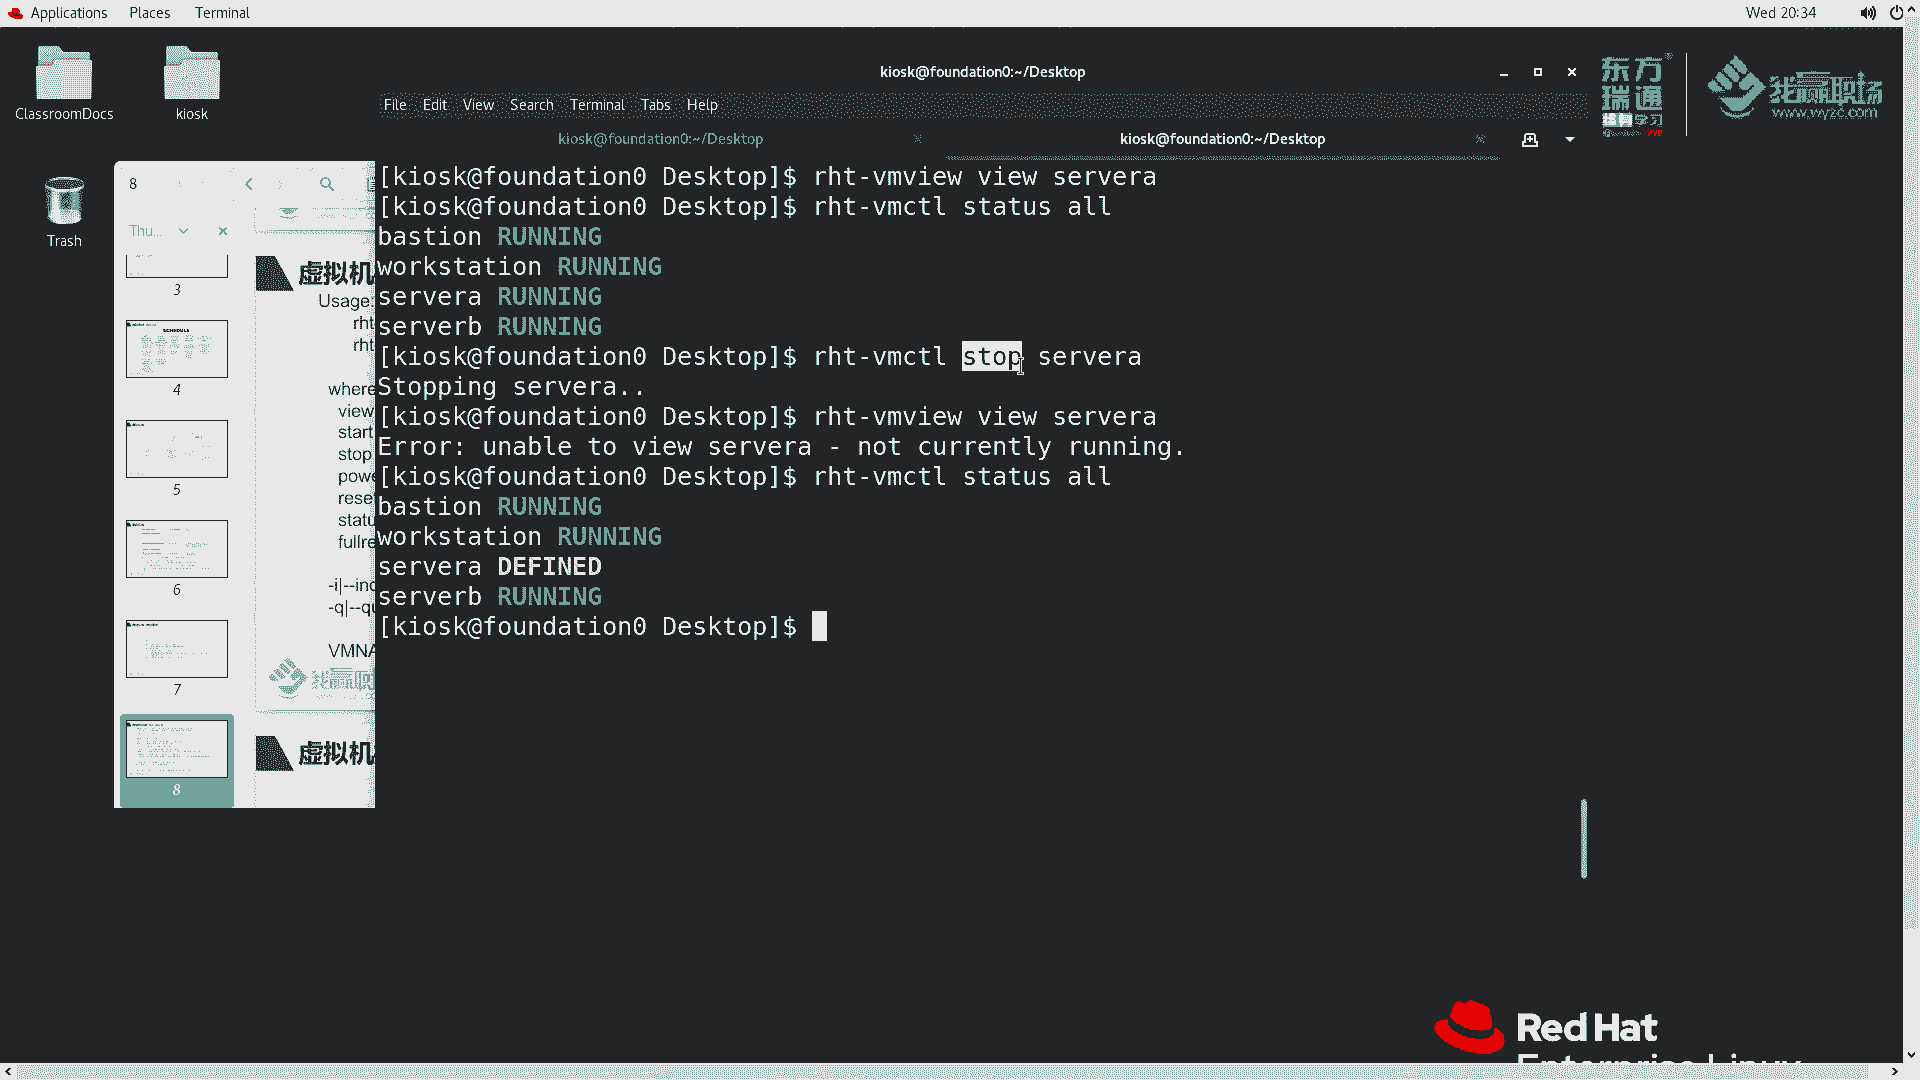 Applications Places Terminal
Wed 20:34
ClassroomDocs
kiosk
Trash
kiosk@foundation0:~/Desktop
File Edit View Search Terminal Tabs Help
kiosk@foundation0:~/Desktop
kiosk@foundation0:~/Desktop
东方瑞通
终身学习
我赢职场
www.wyzc.com
8
Thu...
3
4
5
6
7
8
虚拟机
Usage:
rht
rht
where
view
start
stop
powe
rese
statu
fullre
-i|--inc
-q|--qu
VMNA
我赢职
虚拟机
[kiosk@foundation0 Desktop]$ rht-vmview view servera
[kiosk@foundation0 Desktop]$ rht-vmctl status all
bastion RUNNING
workstation RUNNING
servera RUNNING
serverb RUNNING
[kiosk@foundation0 Desktop]$ rht-vmctl stop servera
Stopping servera..
[kiosk@foundation0 Desktop]$ rht-vmview view servera
Error: unable to view servera - not currently running.
[kiosk@foundation0 Desktop]$ rht-vmctl status all
bastion RUNNING
workstation RUNNING
servera DEFINED
serverb RUNNING
[kiosk@foundation0 Desktop]$
Red Hat
Enterprise Linux